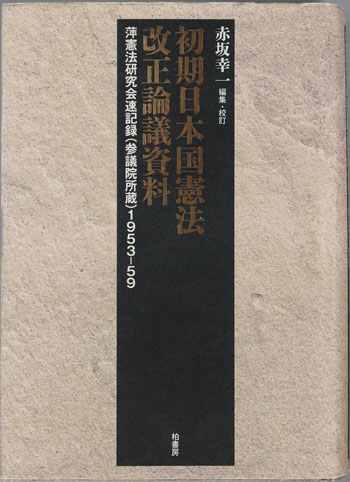 赤坂幸一 編集・校訂
初期日本国憲法
改正論議資料
萍憲法研究会速記録(参議院所蔵)1953-59
柏書房